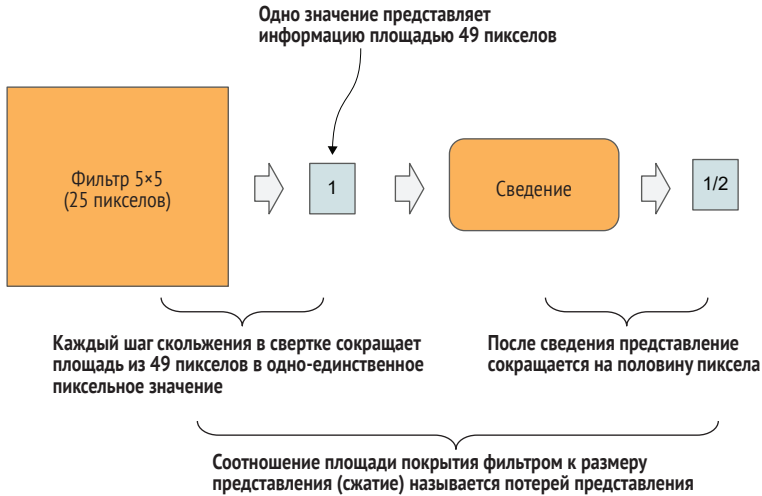 Одно значение представляет
информацию площадью 49 пикселов
Фильтр 5×5
(25 пикселов)
1
Сведение
1/2
Каждый шаг скольжения в свертке сокращает
площадь из 49 пикселов в одно-единственное
пиксельное значение
После сведения представление
сокращается на половину пиксела
Соотношение площади покрытия фильтром к размеру
представления (сжатие) называется потерей представления